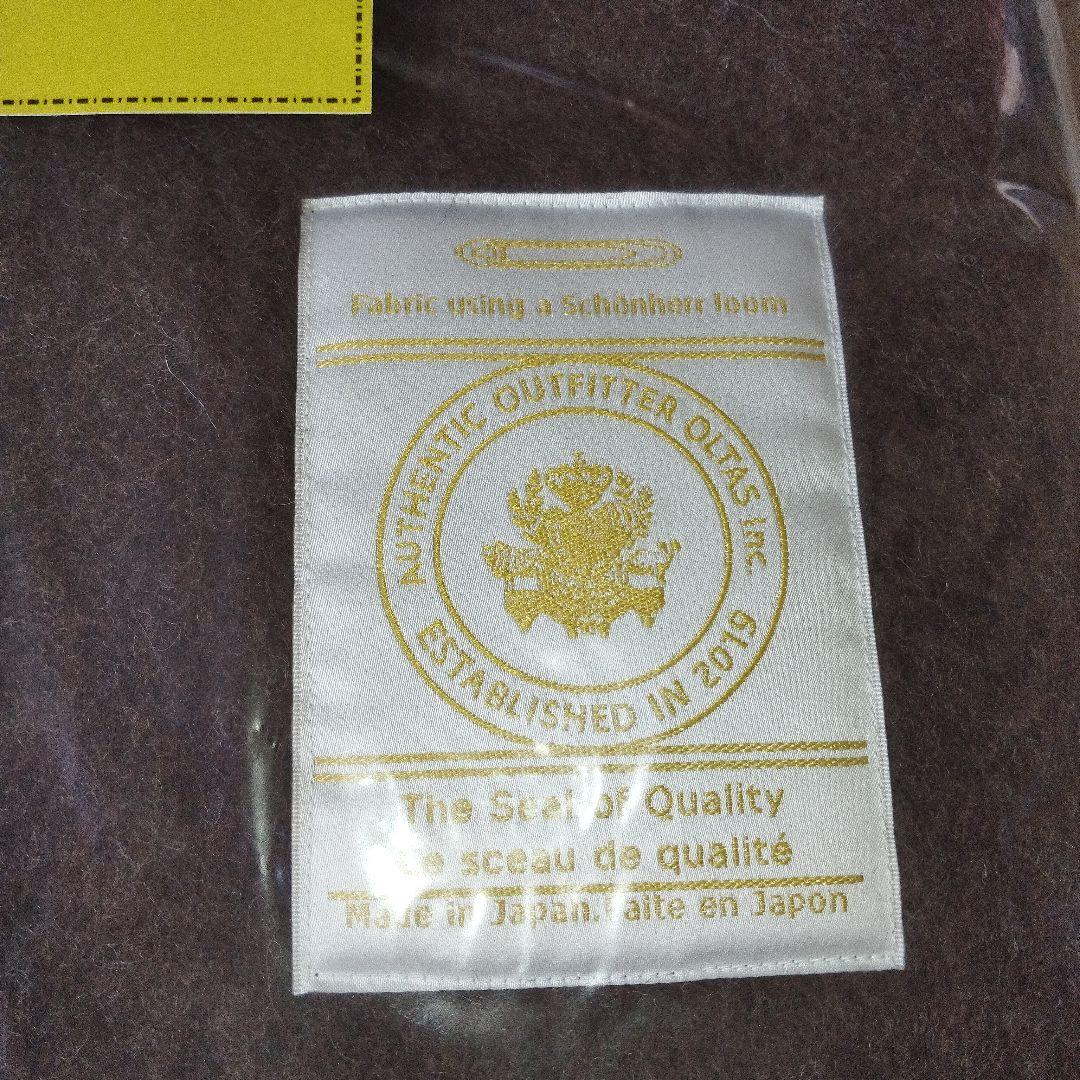 Fabric using a Schönherr loom
AUTHENTIC OUTFITTER OLTAS Inc.
ESTABLISHED IN 2019
The Seal of Quality
Le sceau de qualité
Made in Japan.Faite en Japon